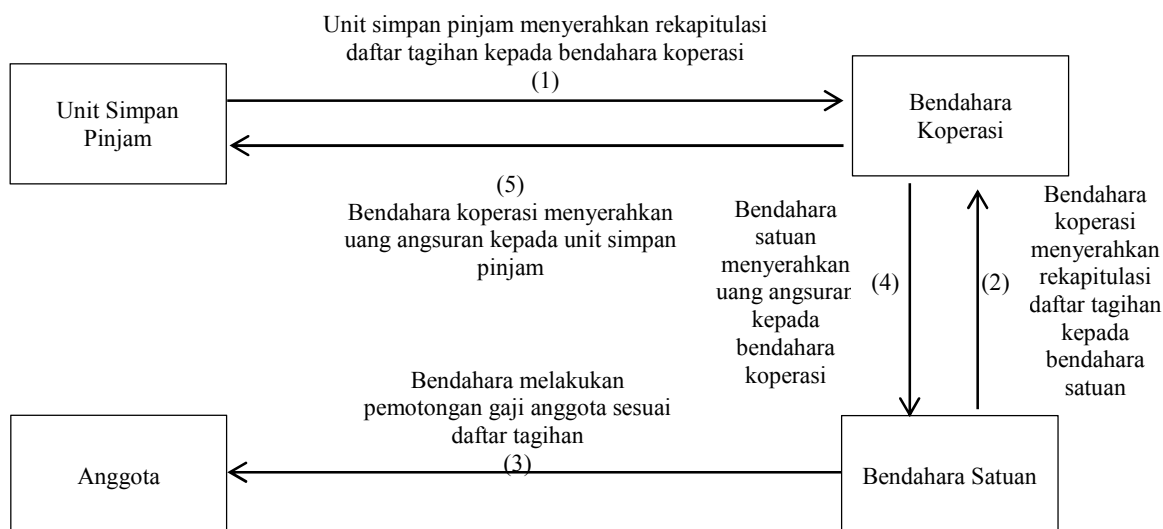 Unit simpan pinjam menyerahkan rekapitulasi
daftar tagihan kepada bendahara koperasi
(1)
Unit Simpan
Pinjam
Bendahara
Koperasi
(5)
Bendahara koperasi menyerahkan
uang angsuran kepada unit simpan
pinjam
Bendahara
satuan
menyerahkan
uang angsuran
kepada
bendahara
koperasi
(4)
(2)
Bendahara
koperasi
menyerahkan
rekapitulasi
daftar tagihan
kepada
bendahara
satuan
Bendahara melakukan
pemotongan gaji anggota sesuai
daftar tagihan
(3)
Anggota
Bendahara Satuan